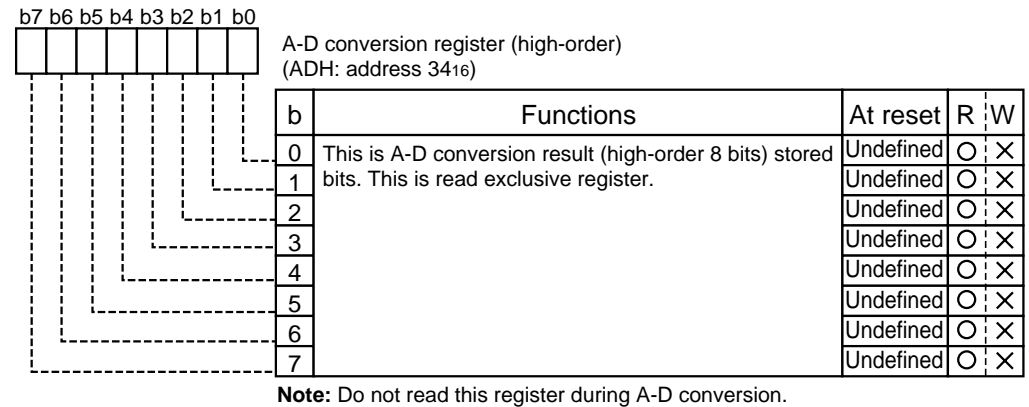 b7 b6 b5 b4 b3 b2 b1 b0
A-D conversion register (high-order)
(ADH: address 3416)
b Functions At reset R W
0 This is A-D conversion result (high-order 8 bits) stored Undefined O X
1 bits. This is read exclusive register. Undefined O X
2 Undefined O X
3 Undefined O X
4 Undefined O X
5 Undefined O X
6 Undefined O X
7 Undefined O X
Note: Do not read this register during A-D conversion.